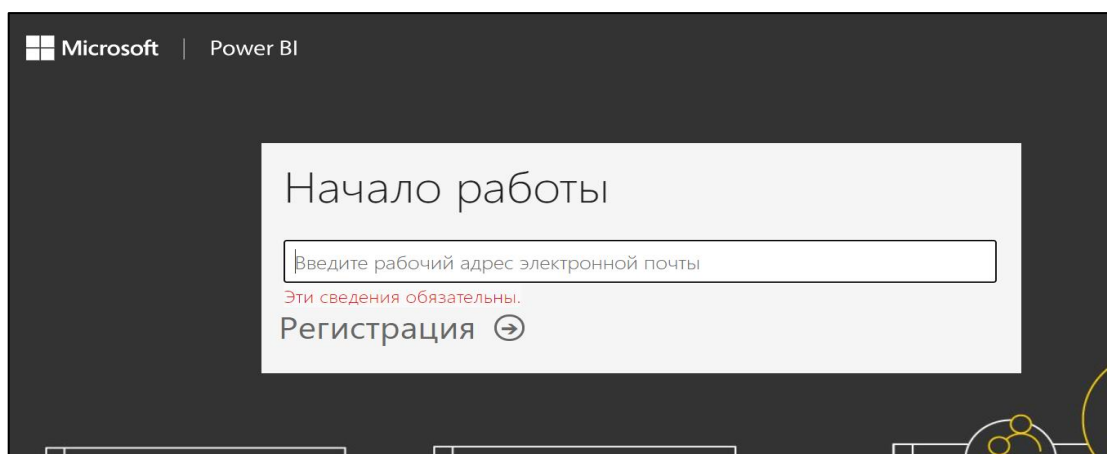 Microsoft | Power BI
Начало работы
Введите рабочий адрес электронной почты
Эти сведения обязательны.
Регистрация